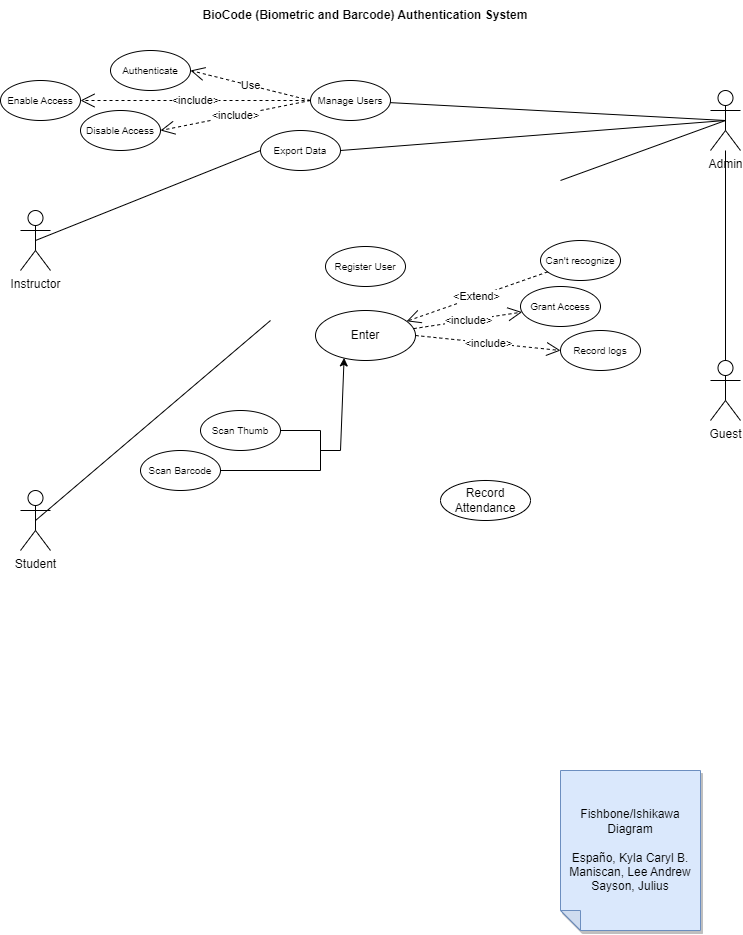 BioCode (Biometric and Barcode) Authentication System
Authenticate
Use
Enable Access
<include>
Manage Users
<include>
Disable Access
Export Data
Admin
Instructor
Register User
Can't recognize
<Extend>
Grant Access
<include>
Enter
<include>
Record logs
Scan Thumb
Guest
Scan Barcode
Record
Attendance
Student
Fishbone/Ishikawa
Diagram
Españo, Kyla Caryl B.
Maniscan, Lee Andrew
Sayson, Julius